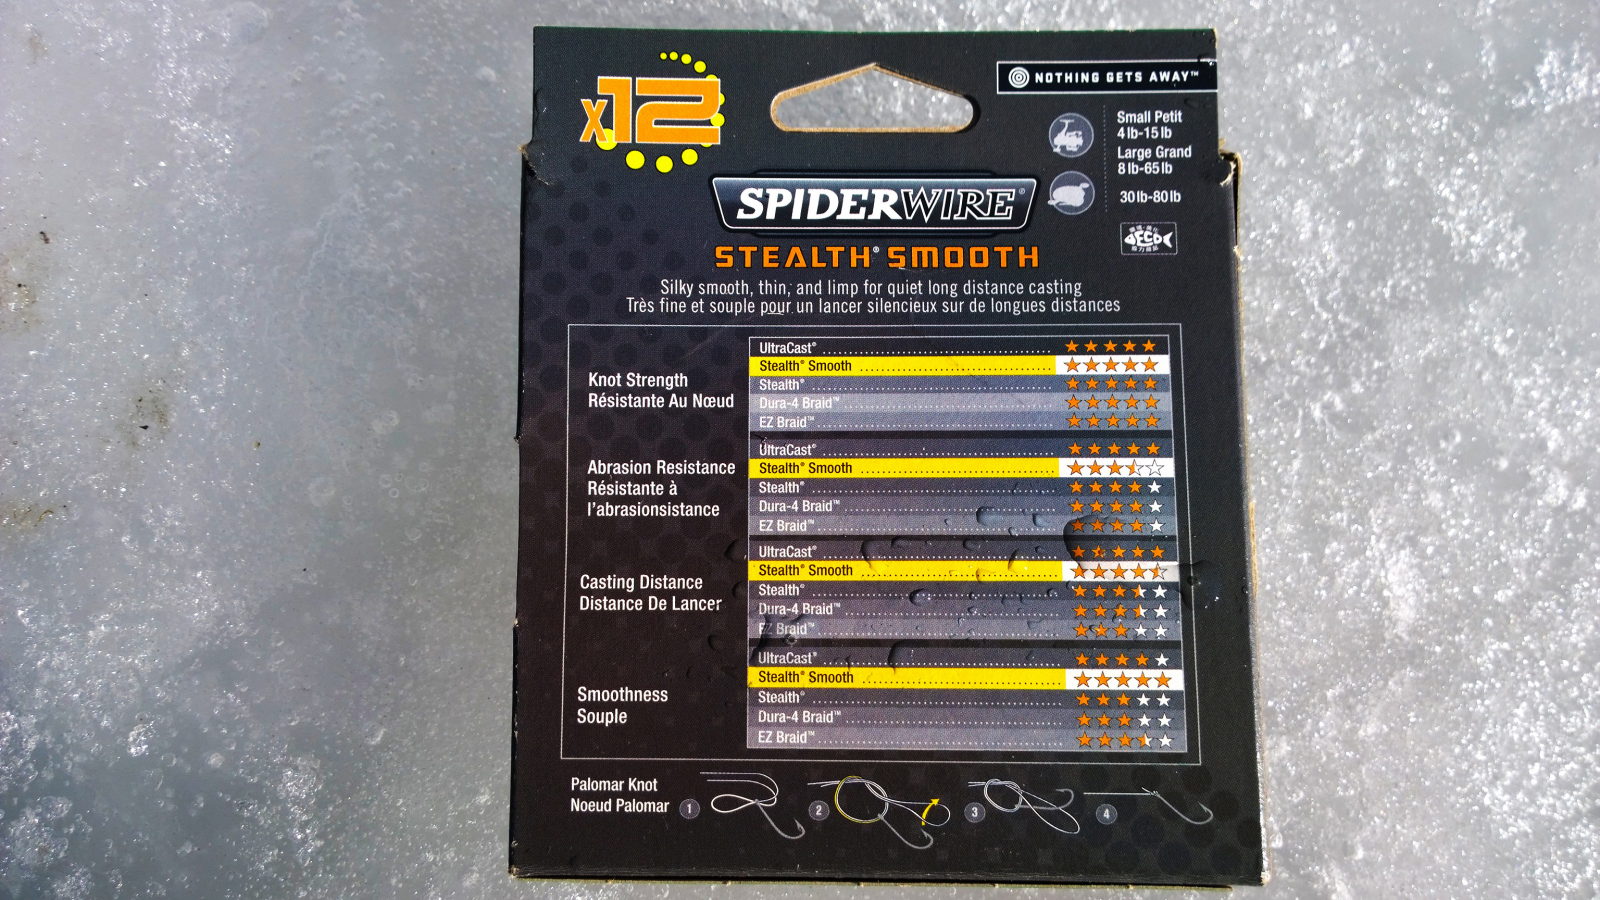 x12
NOTHING GETS AWAY™
Small Petit
4 lb-15 lb
Large Grand
8 lb-65 lb
30 lb-80 lb
ECO
SPIDERWIRE®
STEALTH® SMOOTH
Silky smooth, thin, and limp for quiet long distance casting
Très fine et souple pour un lancer silencieux sur de longues distances
Knot Strength
Résistante Au Nœud
UltraCast®
Stealth® Smooth
Stealth®
Dura-4 Braid™
EZ Braid™
Abrasion Resistance
Résistante à
l'abrasionsistance
UltraCast®
Stealth® Smooth
Stealth®
Dura-4 Braid™
EZ Braid™
Casting Distance
Distance De Lancer
UltraCast®
Stealth® Smooth
Stealth®
Dura-4 Braid™
EZ Braid™
Smoothness
Souple
UltraCast®
Stealth® Smooth
Stealth®
Dura-4 Braid™
EZ Braid™
Palomar Knot
Noeud Palomar
1
2
3
4